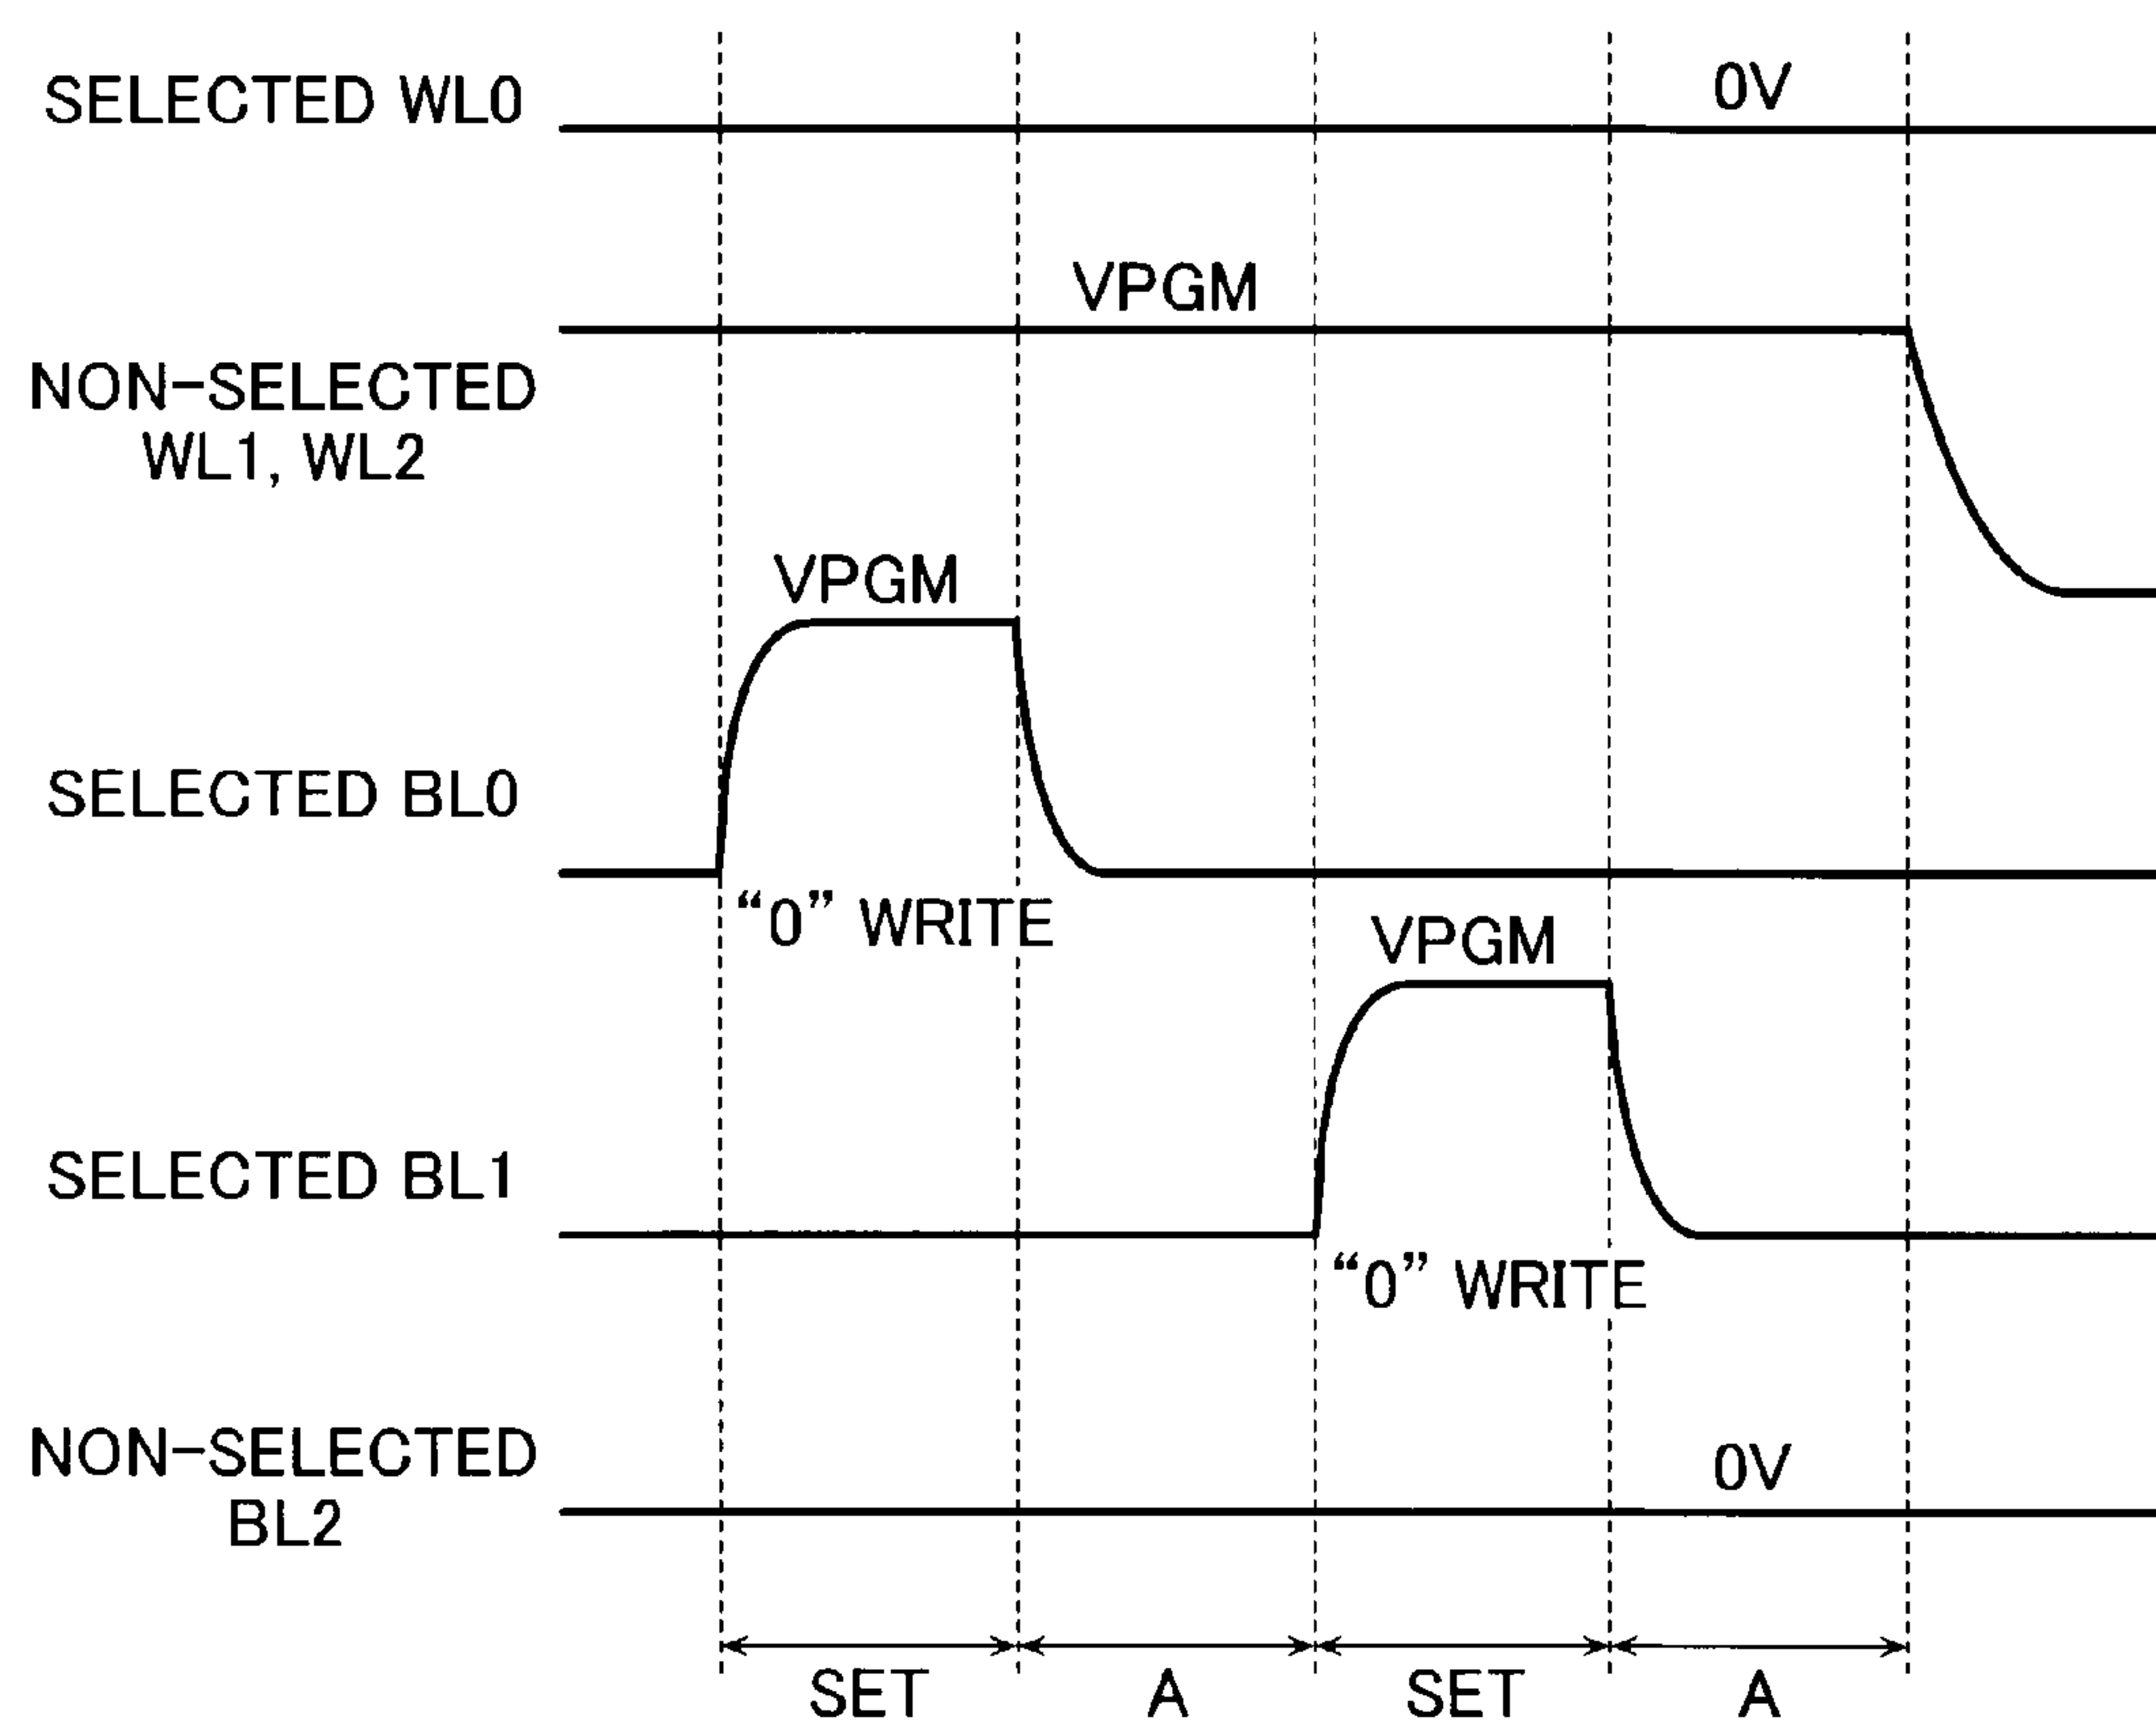 SELECTED WL0
0V
VPGM
NON-SELECTED
WL1, WL2
VPGM
SELECTED BL0
“0” WRITE
VPGM
SELECTED BL1
“0” WRITE
NON-SELECTED
BL2
0V
SET
A
SET
A